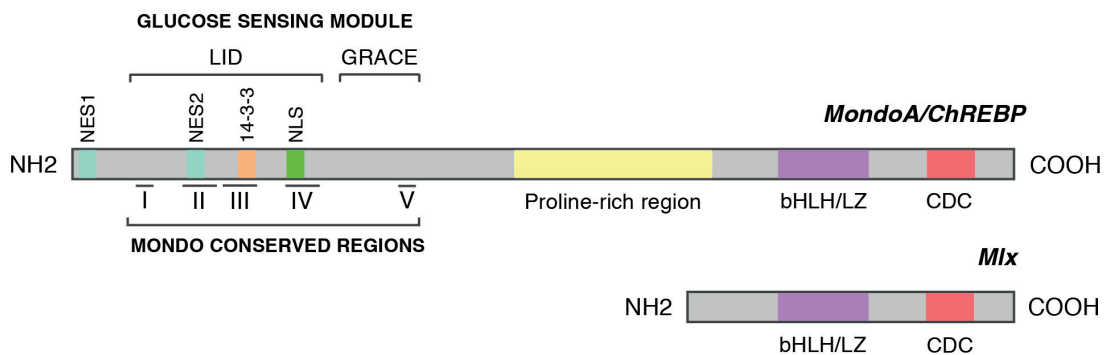 GLUCOSE SENSING MODULE
LID GRACE
NES1 NES2 14-3-3 NLS
MondoA/ChREBP
NH2 COOH
I II III IV V Proline-rich region bHLH/LZ CDC
MONDO CONSERVED REGIONS
Mlx
NH2 COOH
bHLH/LZ CDC